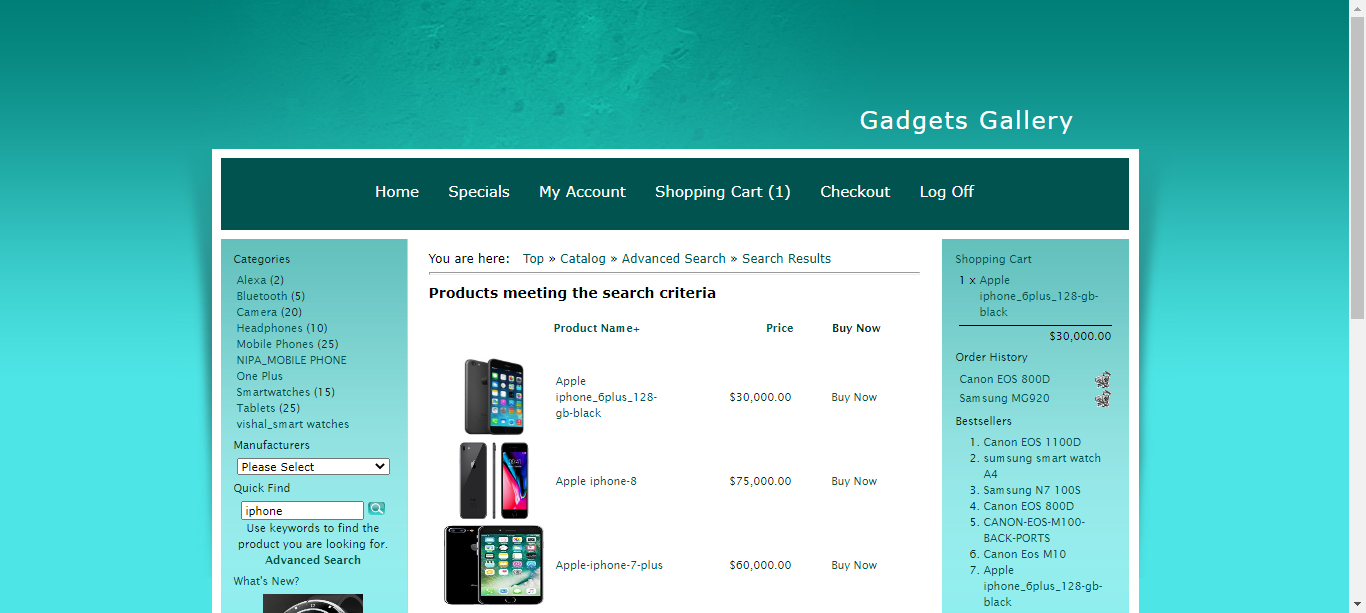 Gadgets Gallery
Home Specials My Account Shopping Cart (1) Checkout Log Off
Categories
Alexa (2)
Bluetooth (5)
Camera (20)
Headphones (10)
Mobile Phones (25)
NIPA_MOBILE PHONE
One Plus
Smartwatches (15)
Tablets (25)
vishal_smart watches
Manufacturers
Please Select
Quick Find
iphone
Use keywords to find the
product you are looking for.
Advanced Search
What's New?
You are here: Top » Catalog » Advanced Search » Search Results
Products meeting the search criteria
Product Name+ Price Buy Now
Apple
iphone_6plus_128-
gb-black
$30,000.00 Buy Now
Apple iphone-8 $75,000.00 Buy Now
Apple-iphone-7-plus $60,000.00 Buy Now
Shopping Cart
1 x Apple
iphone_6plus_128-gb-
black
$30,000.00
Order History
Canon EOS 800D
Samsung MG920
Bestsellers
1. Canon EOS 1100D
2. sumsung smart watch
A4
3. Samsung N7 100S
4. Canon EOS 800D
5. CANON-EOS-M100-
BACK-PORTS
6. Canon Eos M10
7. Apple
iphone_6plus_128-gb-
black